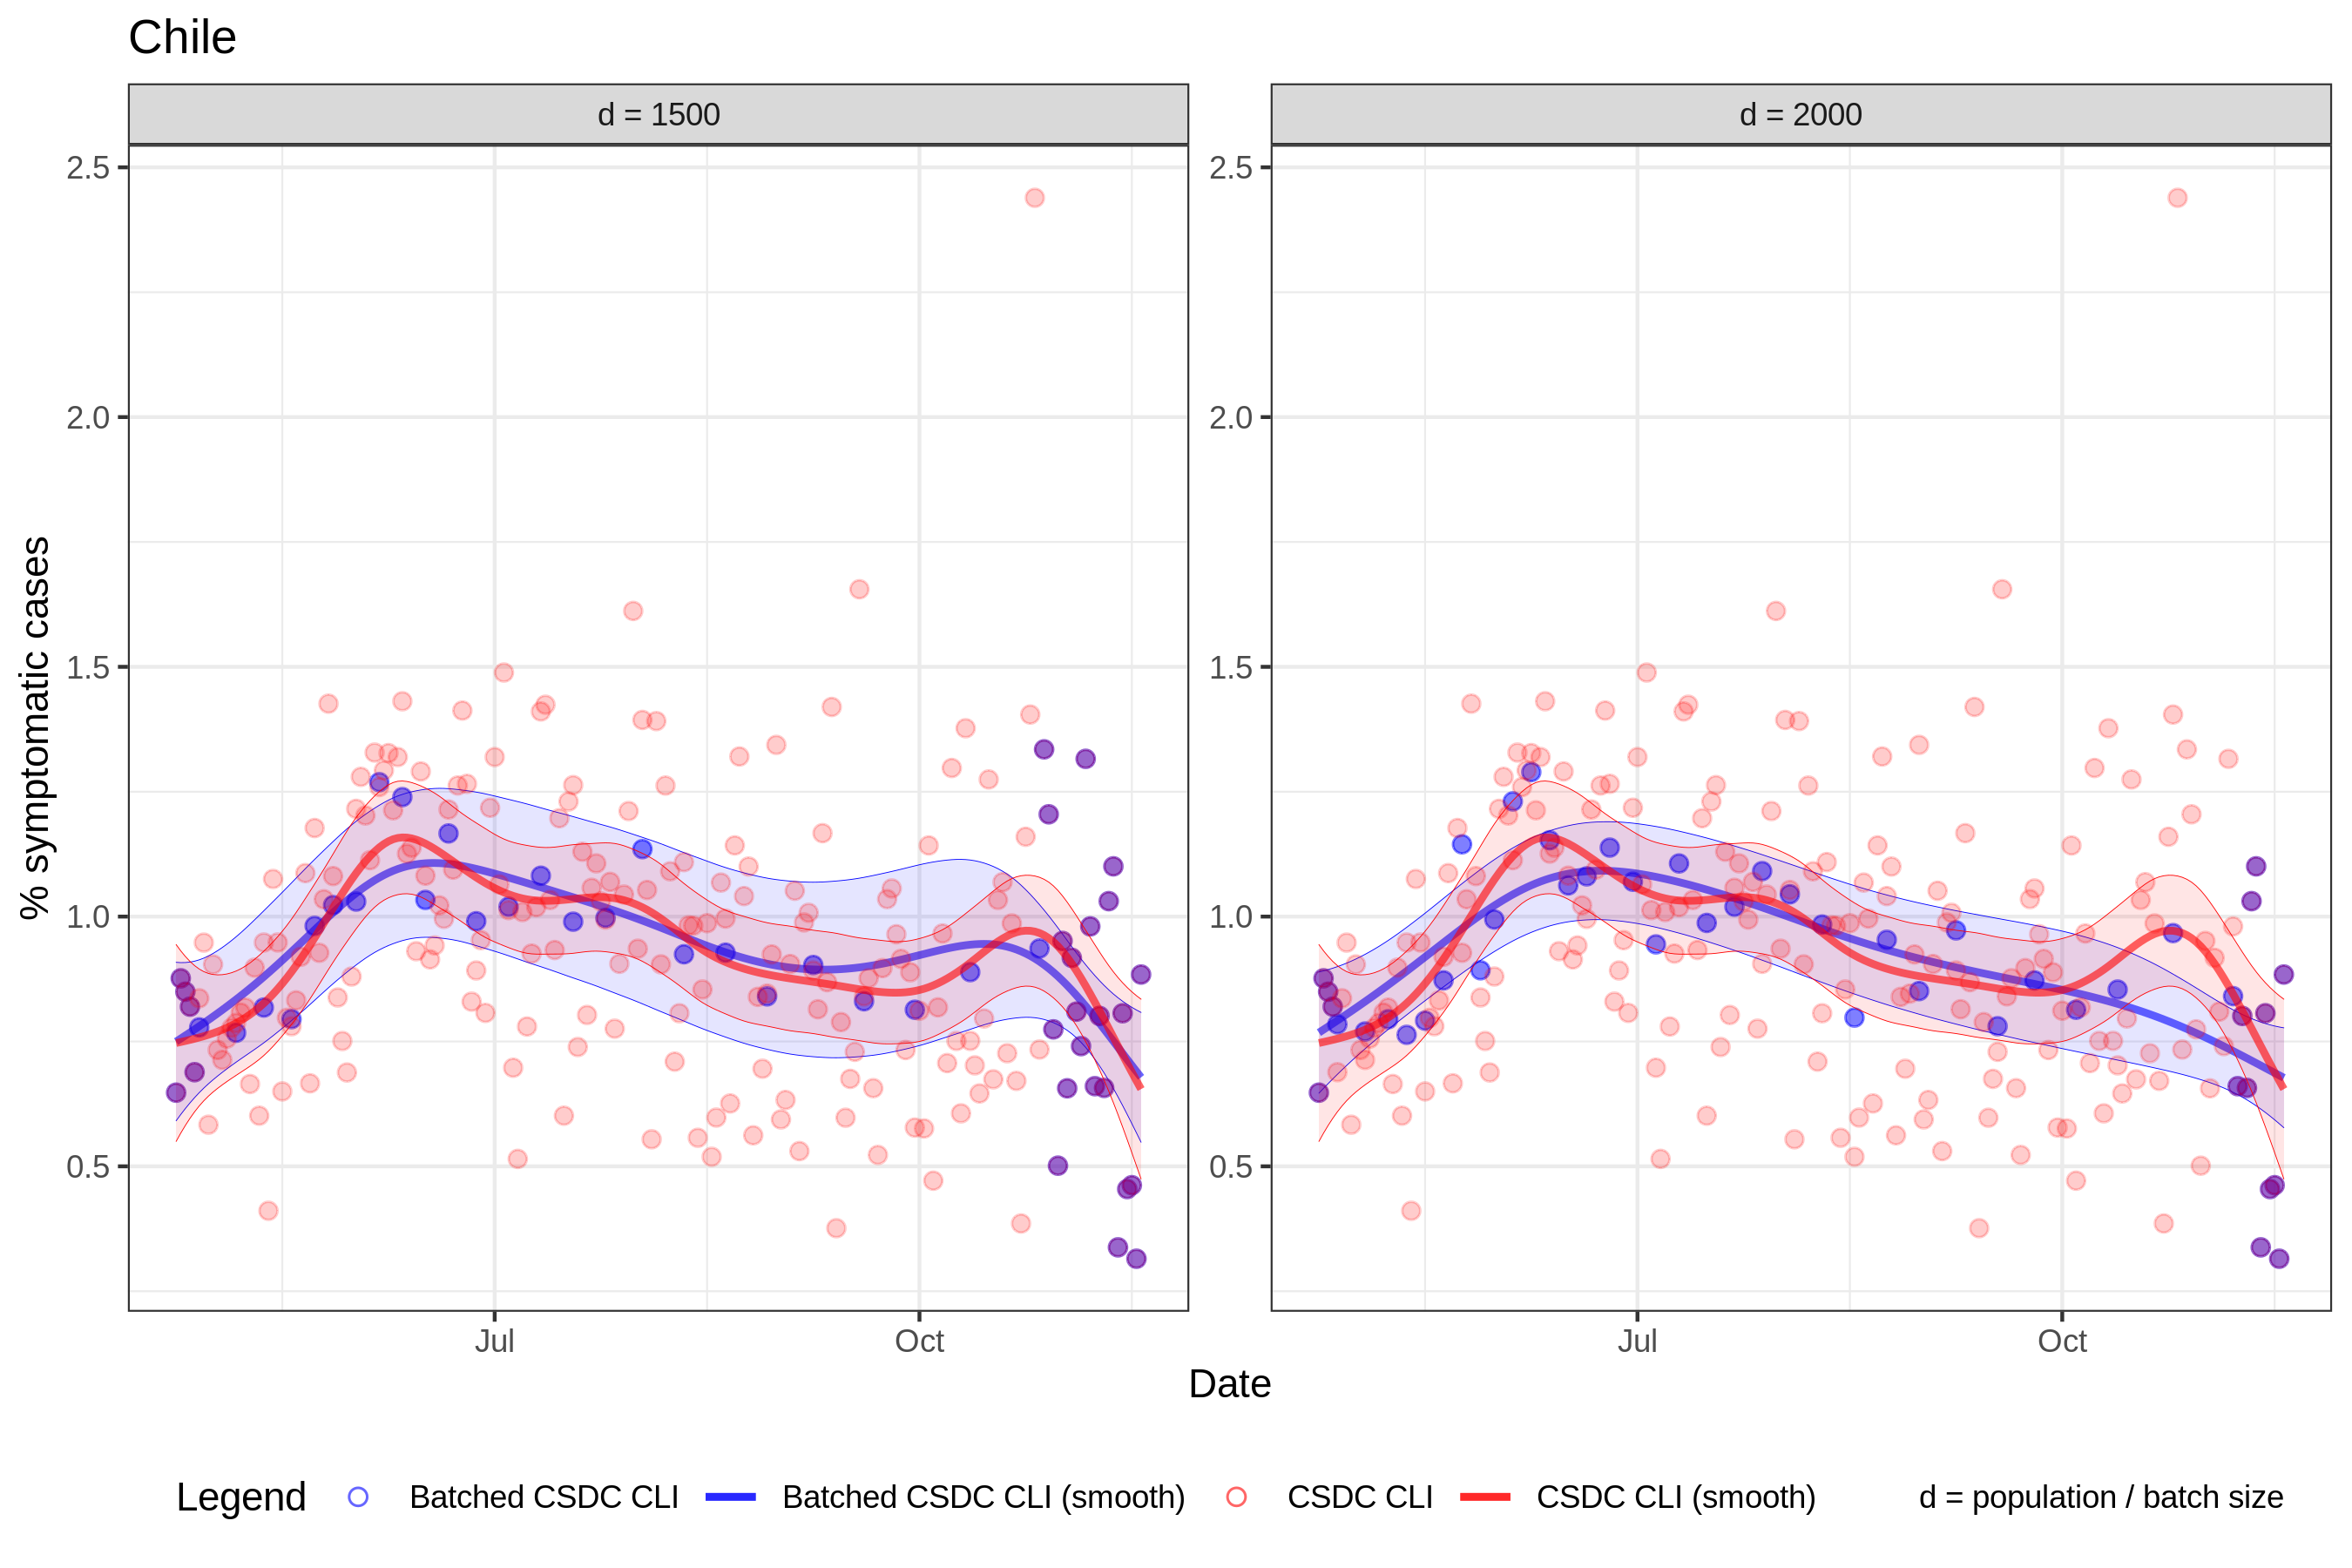 Chile
d = 1500
d = 2000
2.5
2.0
1.5
1.0
0.5
2.5
2.0
1.5
1.0
0.5
% symptomatic cases
Jul
Oct
Jul
Oct
Date
Legend
Batched CSDC CLI
Batched CSDC CLI (smooth)
CSDC CLI
CSDC CLI (smooth)
d = population / batch size